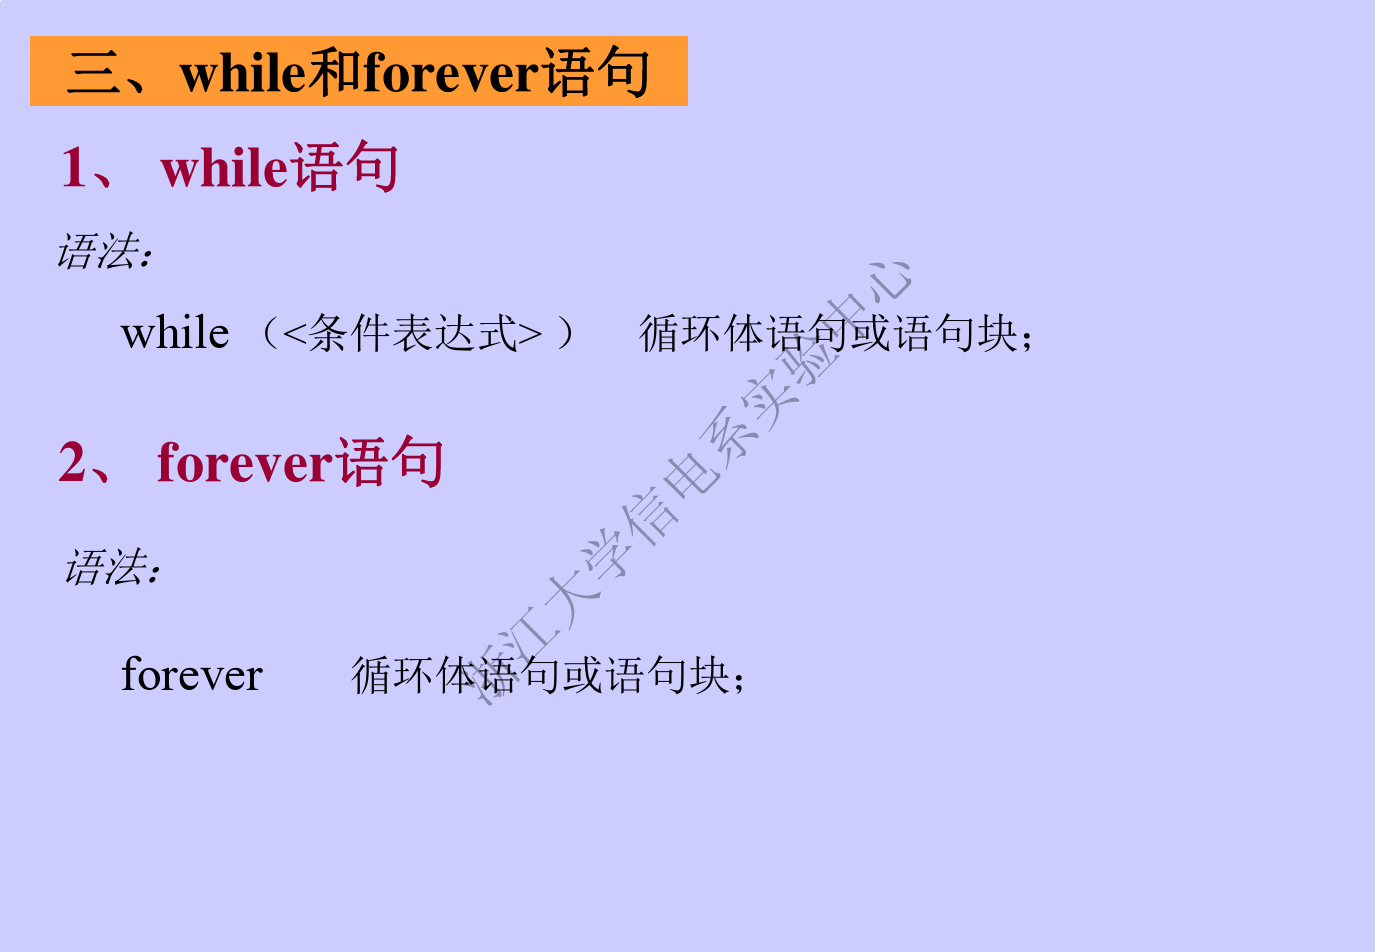 三、while和forever语句
1、 while语句
语法：
while （<条件表达式> ） 循环体语句或语句块；
2、 forever语句
语法：
forever 循环体语句或语句块；
浙江大学信电系实验中心